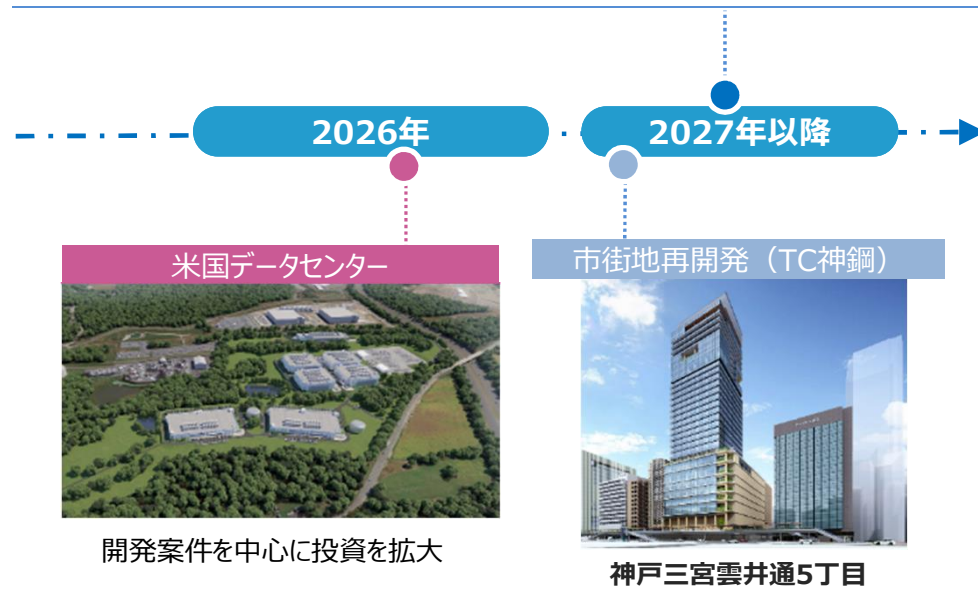 2026年
2027年以降
米国データセンター
市街地再開発（TC神鋼）
開発案件を中心に投資を拡大
神戸三宮雲井通5丁目